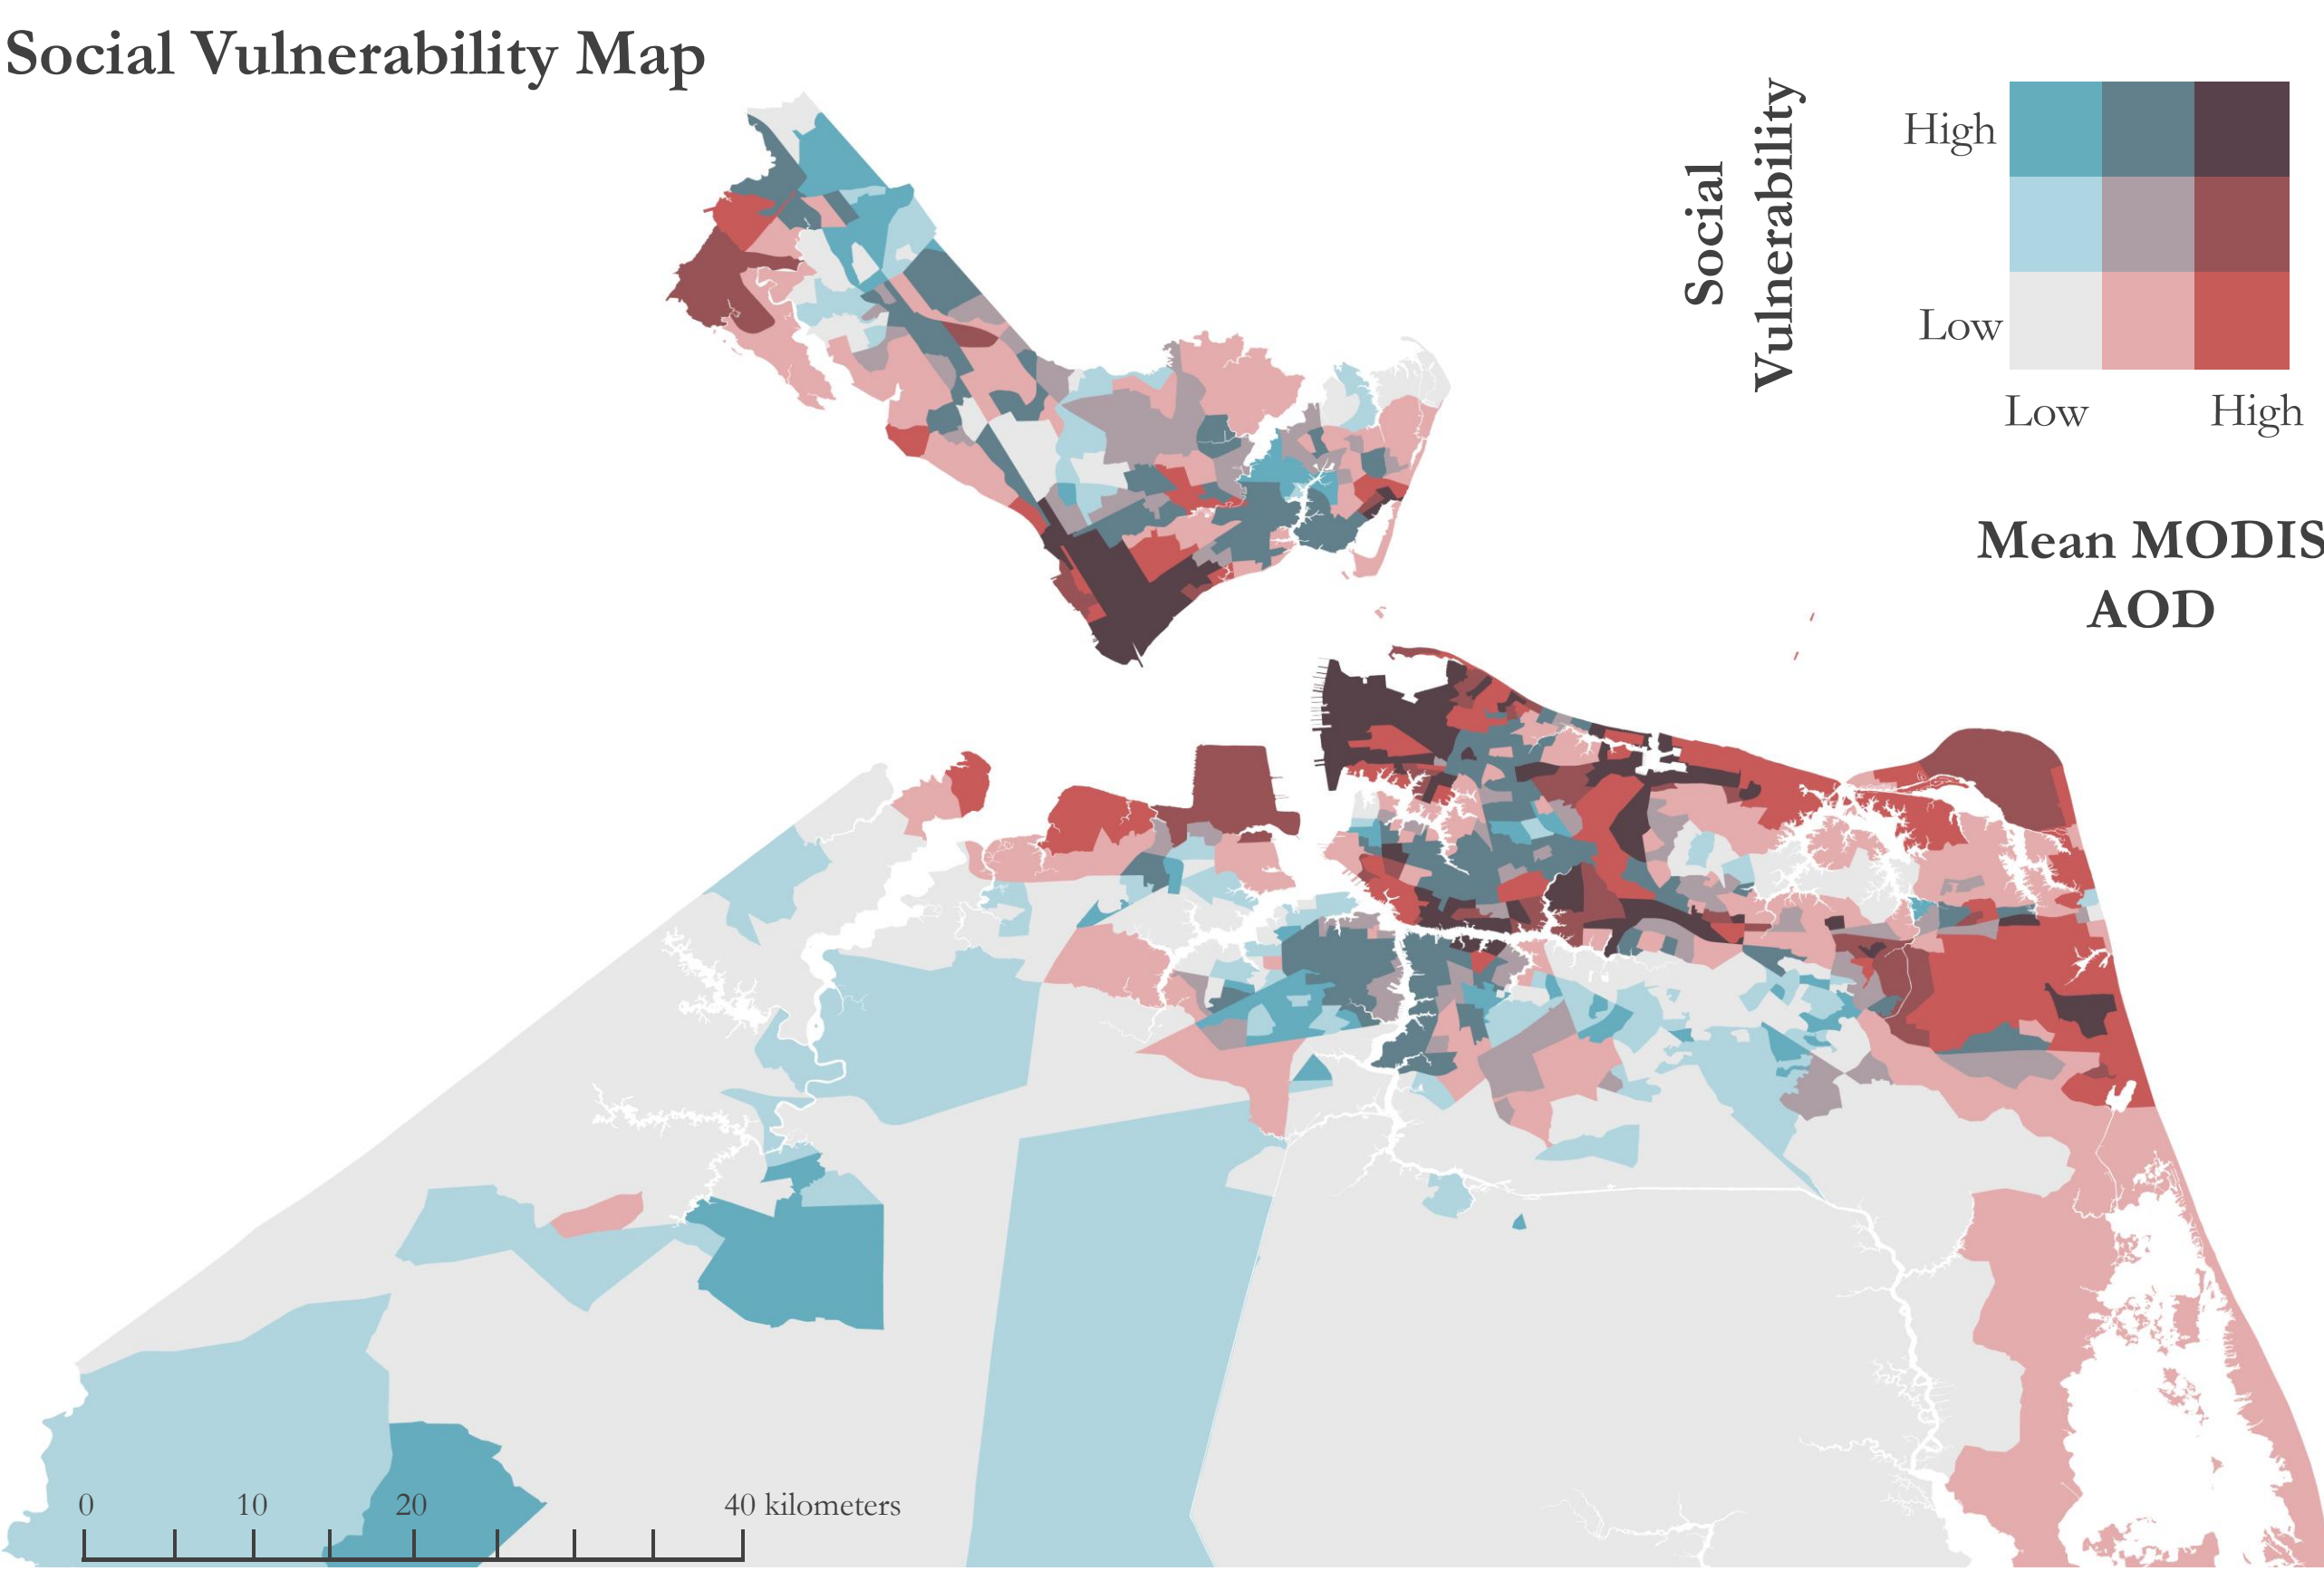 Social Vulnerability Map
Social
Vulnerability
High
Low
Low High
Mean MODIS
AOD
0 10 20 40 kilometers